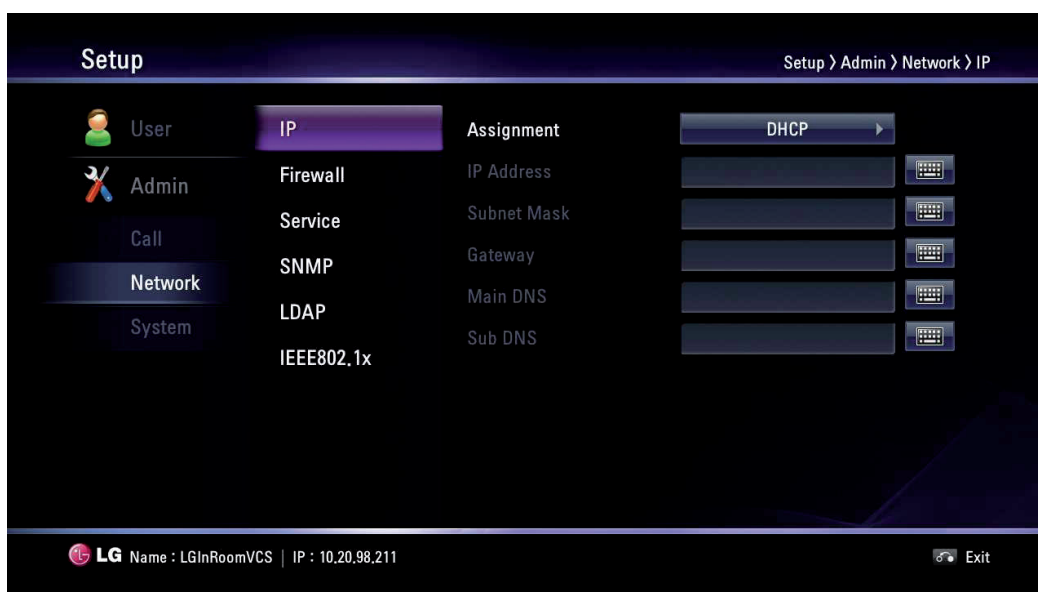 Setup
Setup > Admin > Network > IP
User
Admin
Call
Network
System
IP
Firewall
Service
SNMP
LDAP
IEEE802.1x
Assignment DHCP
IP Address
Subnet Mask
Gateway
Main DNS
Sub DNS
LG Name : LGInRoomVCS | IP : 10.20.98.211
Exit